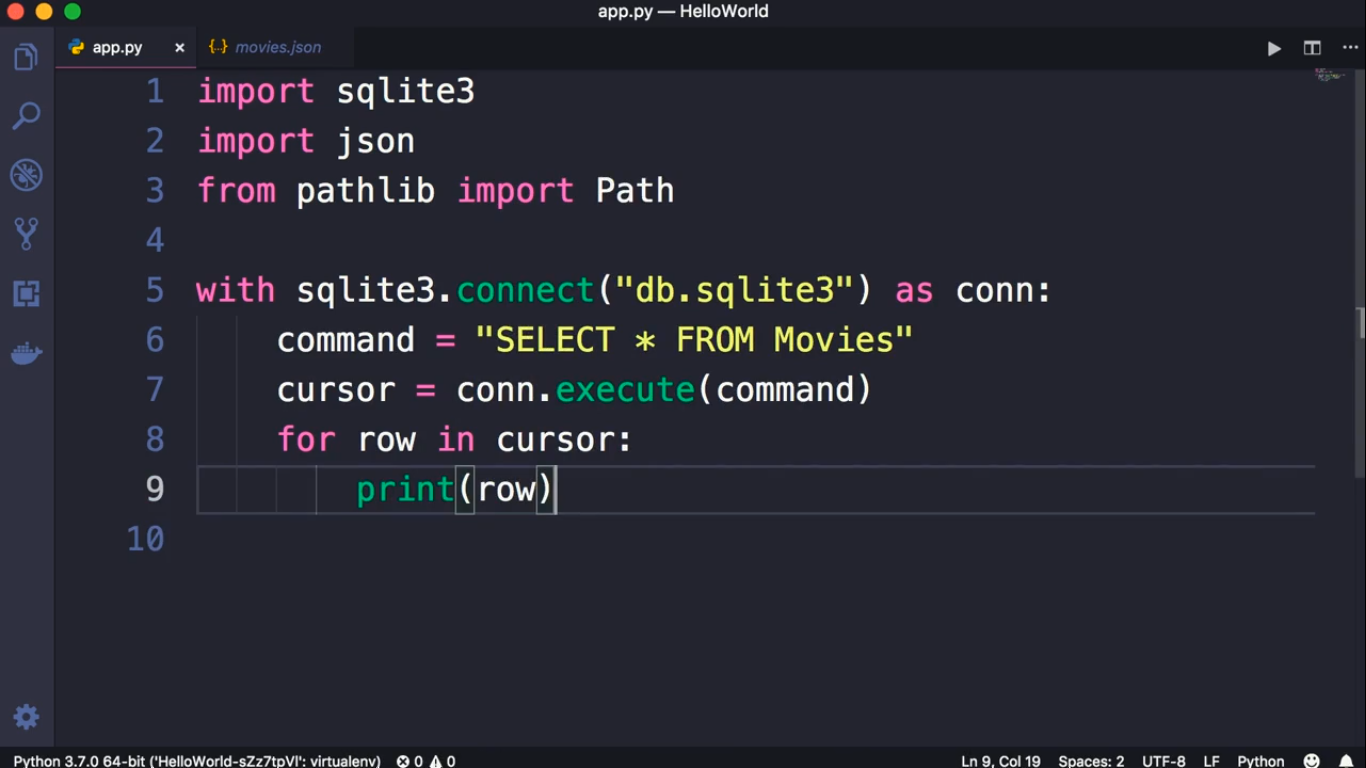 app.py — HelloWorld
app.py × {..} movies.json
1 import sqlite3
2 import json
3 from pathlib import Path
4
5 with sqlite3.connect("db.sqlite3") as conn:
6     command = "SELECT * FROM Movies"
7     cursor = conn.execute(command)
8     for row in cursor:
9         print(row)
10
Python 3.7.0 64-bit ('HelloWorld-sZz7tpVI': virtualenv) 0 0 Ln 9, Col 19 Spaces: 2 UTF-8 LF Python